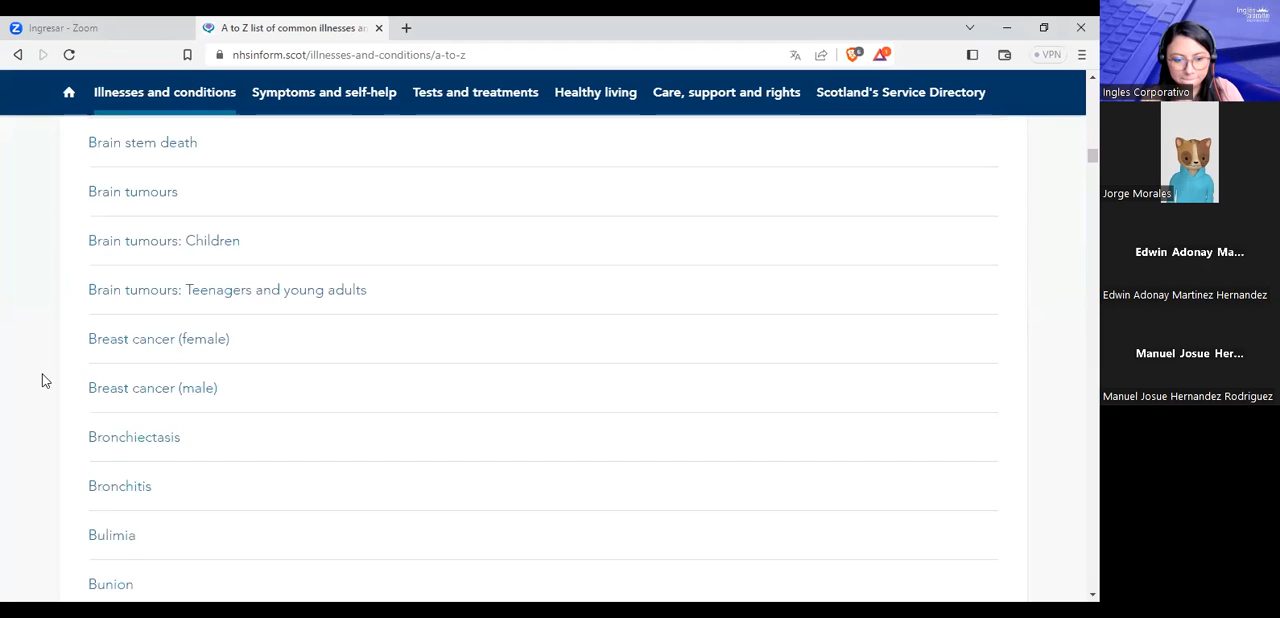 Ingresar - Zoom
A to Z list of common illnesses an
nhsinform.scot/illnesses-and-conditions/a-to-z
6
1
VPN
Illnesses and conditions
Symptoms and self-help
Tests and treatments
Healthy living
Care, support and rights
Scotland's Service Directory
Brain stem death
Brain tumours
Brain tumours: Children
Brain tumours: Teenagers and young adults
Breast cancer (female)
Breast cancer (male)
Bronchiectasis
Bronchitis
Bulimia
Bunion
Ingles
Ingles Corporativo
Jorge Morales
Edwin Adonay Ma...
Edwin Adonay Martinez Hernandez
Manuel Josue Her...
Manuel Josue Hernandez Rodriguez